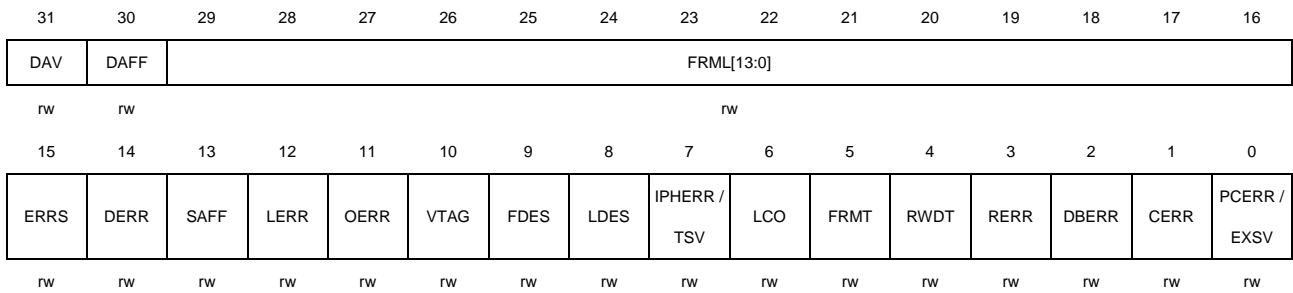 31 30 29 28 27 26 25 24 23 22 21 20 19 18 17 16
DAV DAFF FRML[13:0]
rw rw rw
15 14 13 12 11 10 9 8 7 6 5 4 3 2 1 0
ERRS DERR SAFF LERR OERR VTAG FDES LDES IPHERR / TSV LCO FRMT RWDT RERR DBERR CERR PCERR / EXSV
rw rw rw rw rw rw rw rw rw rw rw rw rw rw rw rw